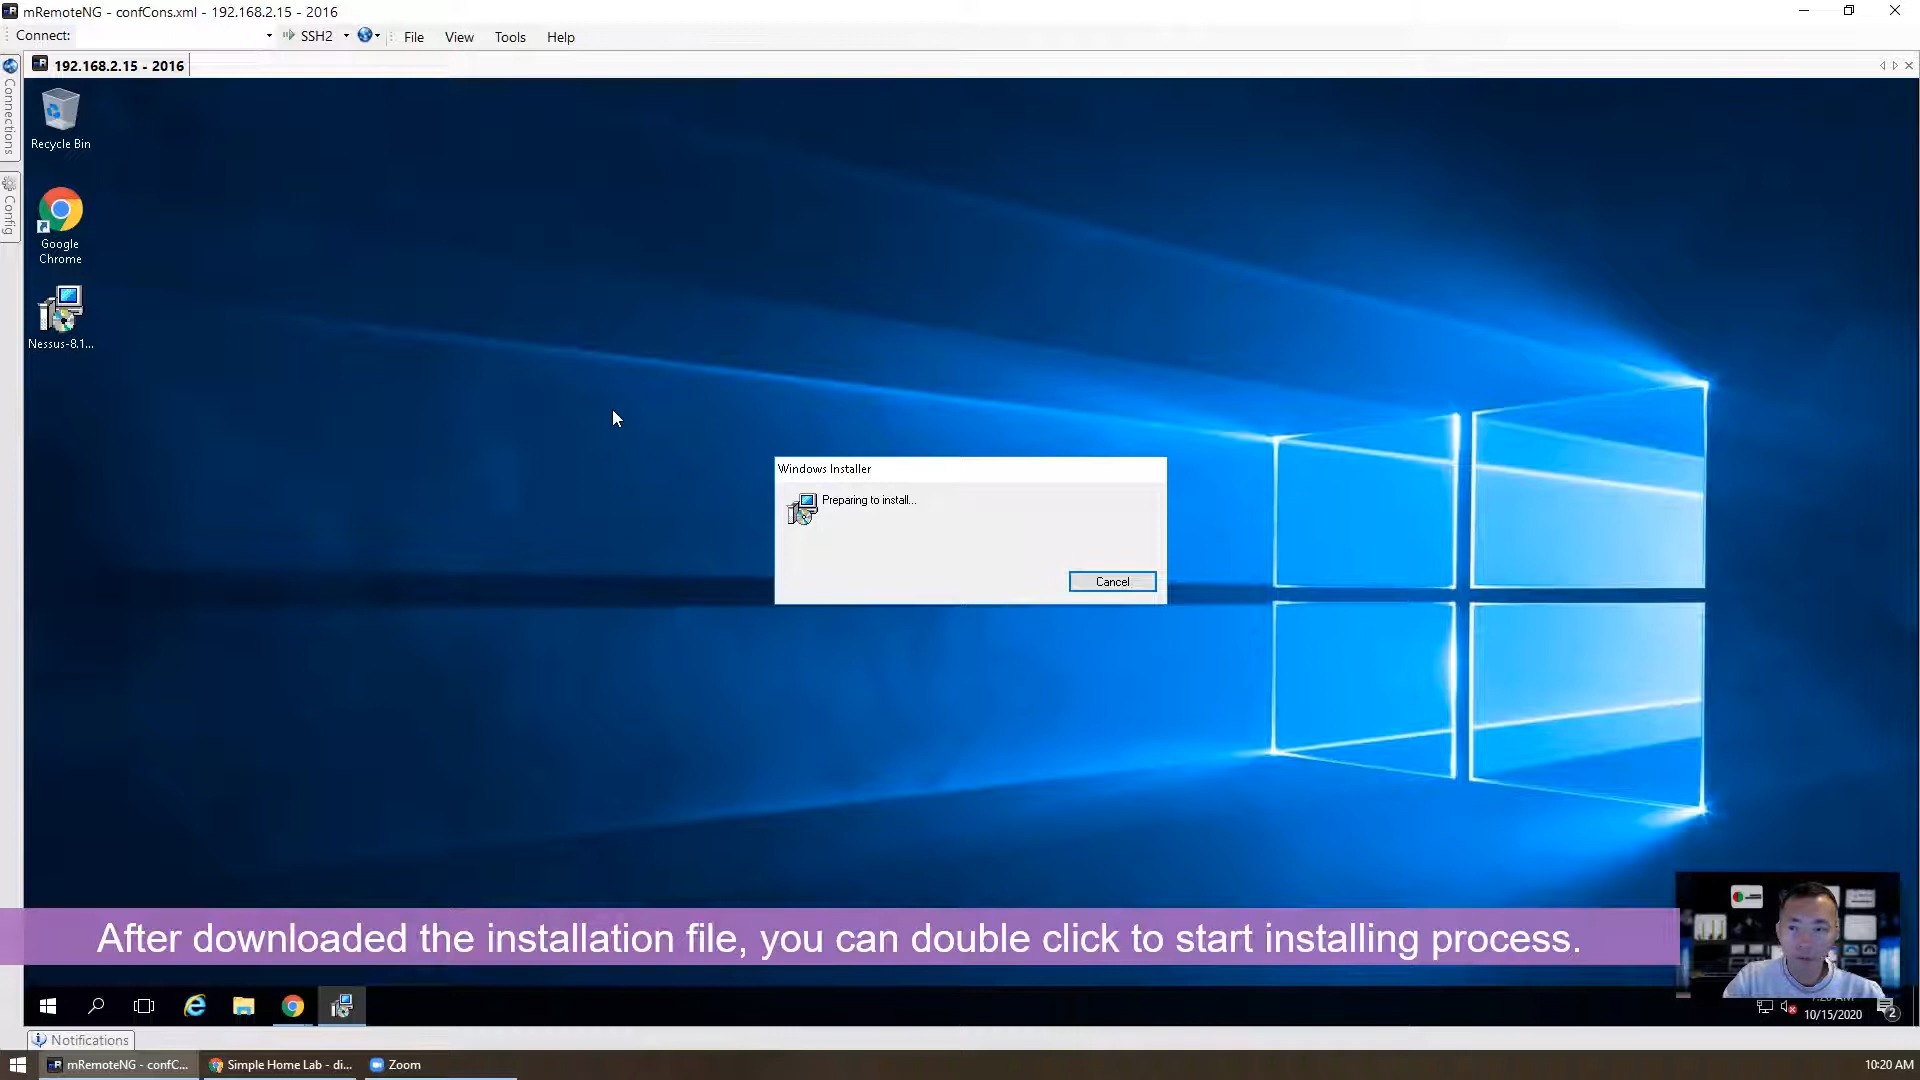 mRemoteNG - confCons.xml - 192.168.2.15 - 2016
Connect: SSH2 File View Tools Help
192.168.2.15 - 2016
Connections
Config
Recycle Bin
Google
Chrome
Nessus-8.1...
Windows Installer
Preparing to install...
Cancel
After downloaded the installation file, you can double click to start installing process.
10/15/2020
2
Notifications
mRemoteNG - confC...
Simple Home Lab - di...
Zoom
10:20 AM